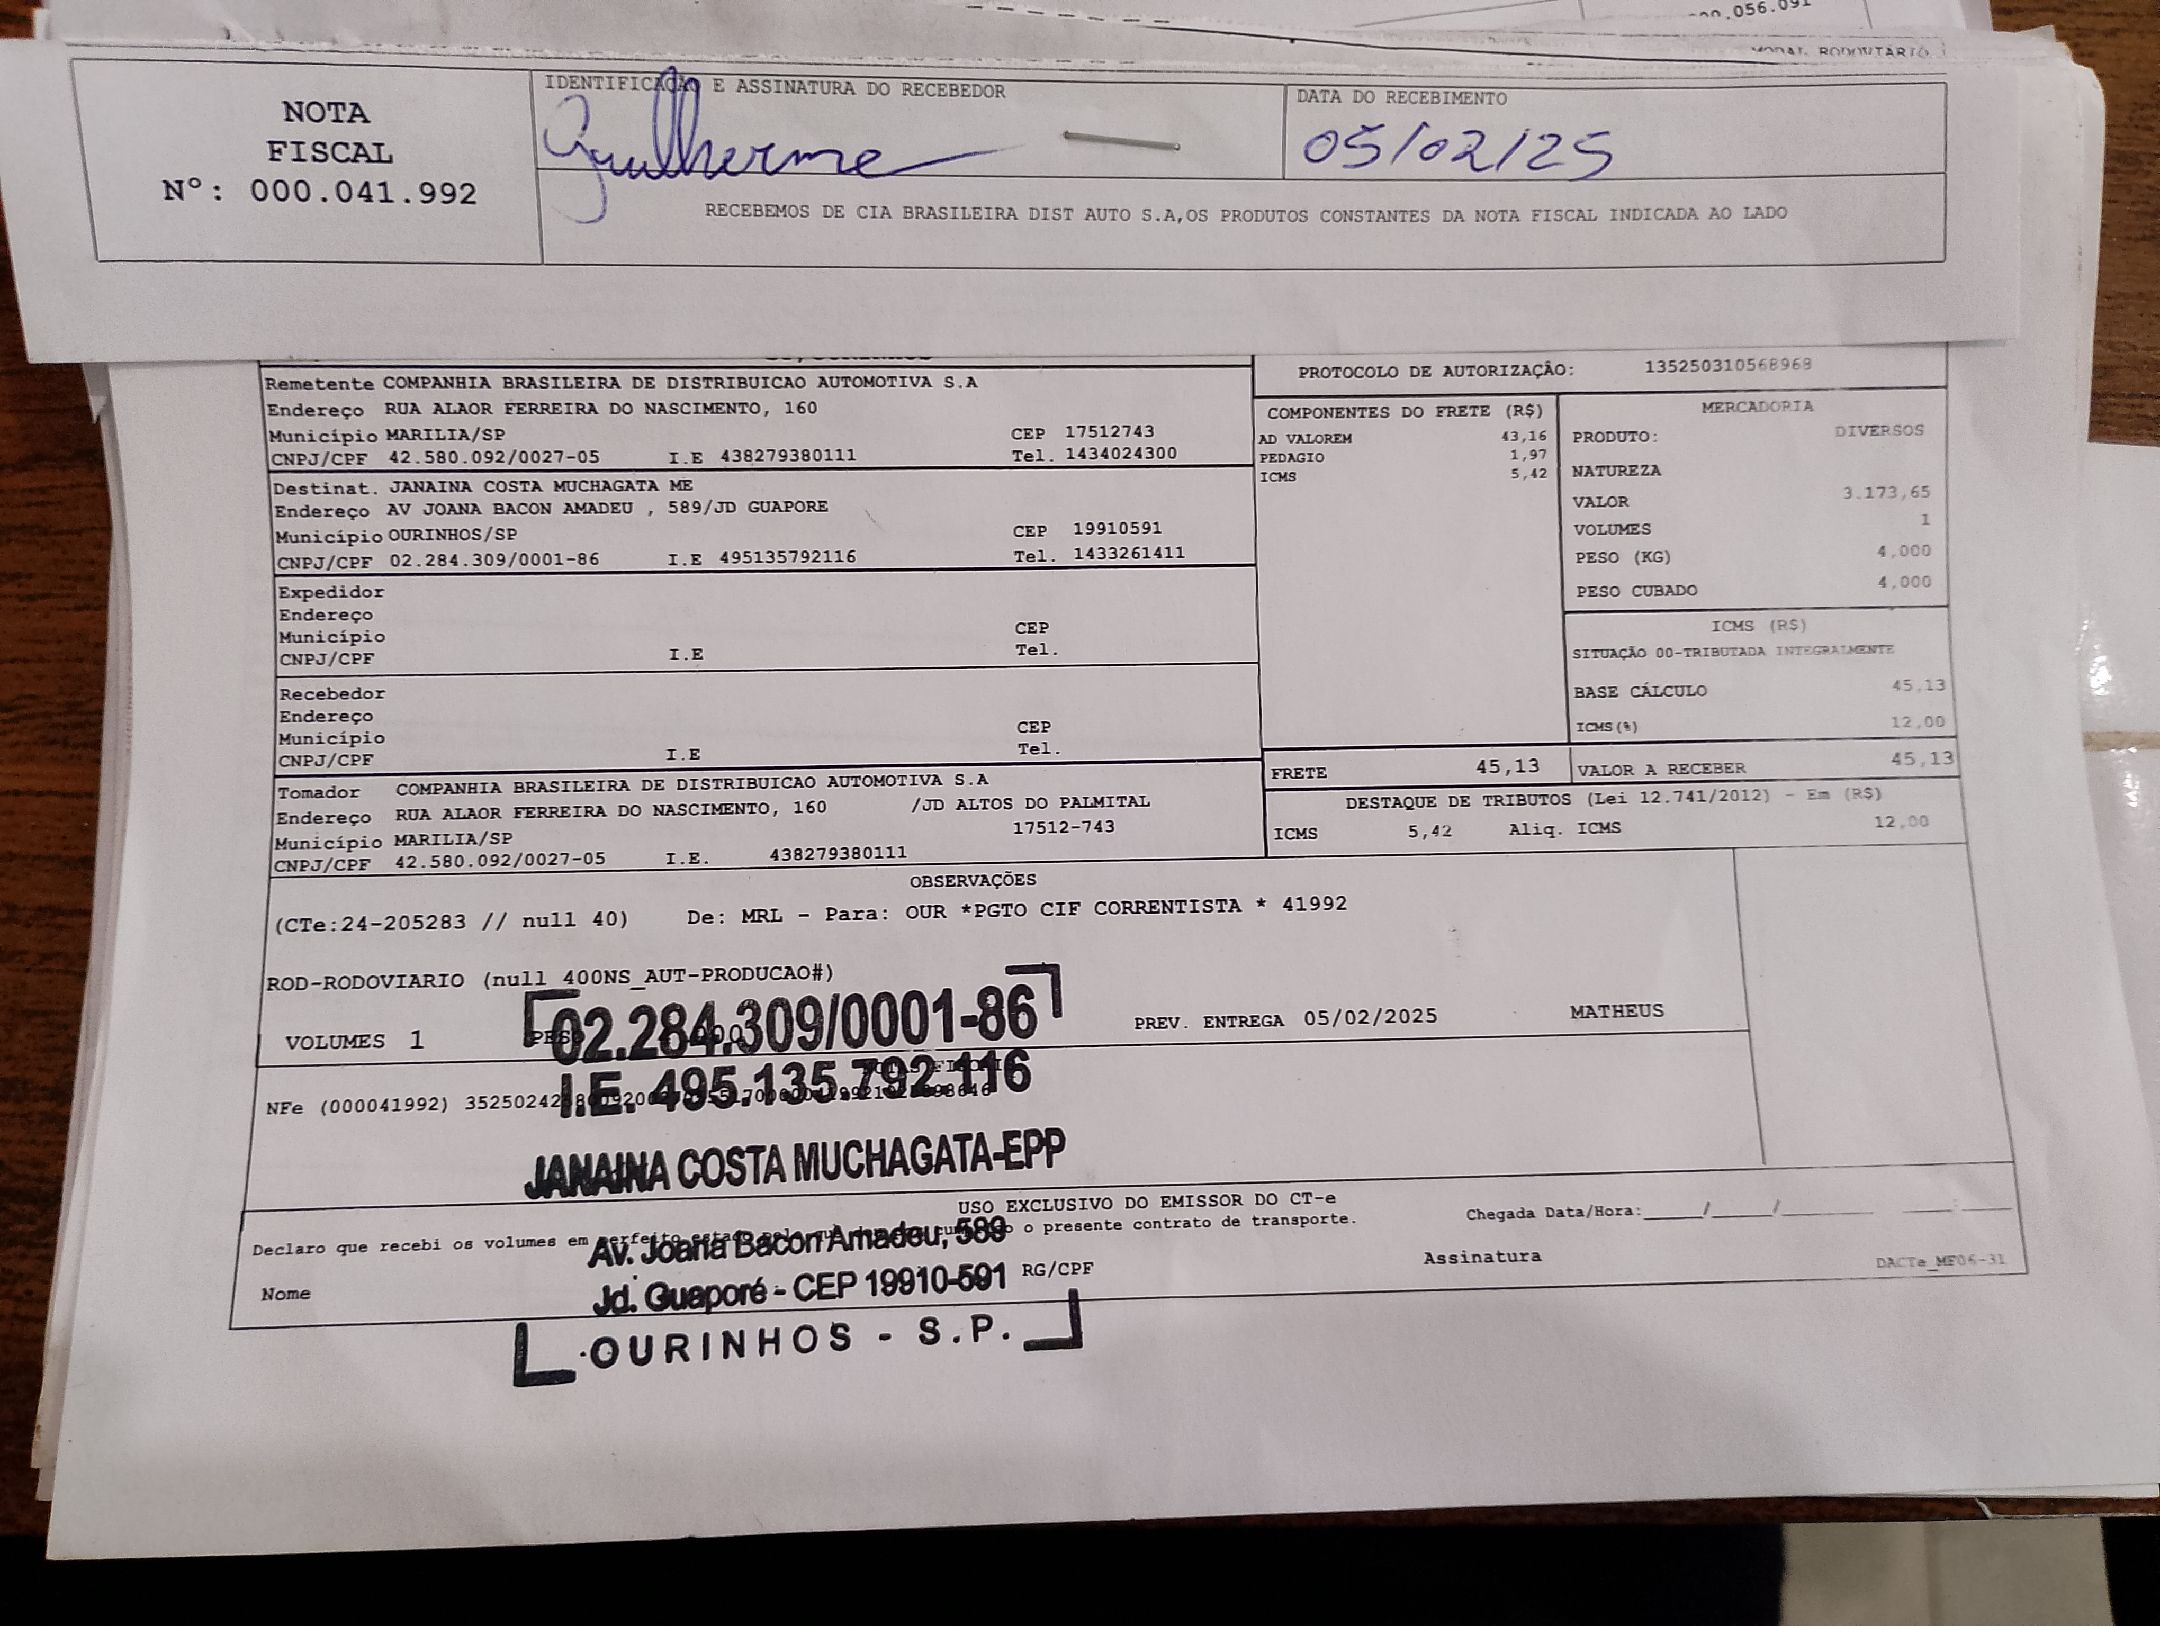 .056.091
MODAL RODOVIÁRIO
NOTA
FISCAL
Nº: 000.041.992
IDENTIFICAÇÃO E ASSINATURA DO RECEBEDOR
Guilherme
DATA DO RECEBIMENTO
05/02/25
RECEBEMOS DE CIA BRASILEIRA DIST AUTO S.A,OS PRODUTOS CONSTANTES DA NOTA FISCAL INDICADA AO LADO
Remetente COMPANHIA BRASILEIRA DE DISTRIBUICAO AUTOMOTIVA S.A
Endereço RUA ALAOR FERREIRA DO NASCIMENTO, 160
Município MARILIA/SP CEP 17512743
CNPJ/CPF 42.580.092/0027-05 I.E 438279380111 Tel. 1434024300
Destinat. JANAINA COSTA MUCHAGATA ME
Endereço AV JOANA BACON AMADEU , 589/JD GUAPORE
Município OURINHOS/SP CEP 19910591
CNPJ/CPF 02.284.309/0001-86 I.E 495135792116 Tel. 1433261411
Expedidor
Endereço
Município CEP
CNPJ/CPF I.E Tel.
Recebedor
Endereço
Município CEP
CNPJ/CPF I.E Tel.
Tomador COMPANHIA BRASILEIRA DE DISTRIBUICAO AUTOMOTIVA S.A
Endereço RUA ALAOR FERREIRA DO NASCIMENTO, 160 /JD ALTOS DO PALMITAL
Município MARILIA/SP 17512-743
CNPJ/CPF 42.580.092/0027-05 I.E. 438279380111
PROTOCOLO DE AUTORIZAÇÃO: 135250310568968
COMPONENTES DO FRETE (R$)
AD VALOREM 43,16
PEDAGIO 1,97
ICMS 5,42
MERCADORIA
PRODUTO: DIVERSOS
NATUREZA
VALOR 3.173,65
VOLUMES 1
PESO (KG) 4,000
PESO CUBADO 4,000
ICMS (R$)
SITUAÇÃO 00-TRIBUTADA INTEGRALMENTE
BASE CÁLCULO 45,13
ICMS(%) 12,00
FRETE 45,13 VALOR A RECEBER 45,13
DESTAQUE DE TRIBUTOS (Lei 12.741/2012) - Em (R$)
ICMS 5,42 Aliq. ICMS 12,00
OBSERVAÇÕES
(CTe:24-205283 // null 40) De: MRL - Para: OUR *PGTO CIF CORRENTISTA * 41992
ROD-RODOVIARIO (null 400NS_AUT-PRODUCAO#)
VOLUMES 1 PREV. ENTREGA 05/02/2025 MATHEUS
NFe (000041992)
02.284.309/0001-86
I.E. 495.135.792.116
JANAINA COSTA MUCHAGATA-EPP
Av. Joana Bacon Amadeu, 589
Jd. Guaporé - CEP 19910-591
OURINHOS - S.P.
USO EXCLUSIVO DO EMISSOR DO CT-e
Declaro que recebi os volumes em perfeito estado o presente contrato de transporte.
Chegada Data/Hora:____/____/______ ____:____
Nome RG/CPF Assinatura
DACTe_MF06-31